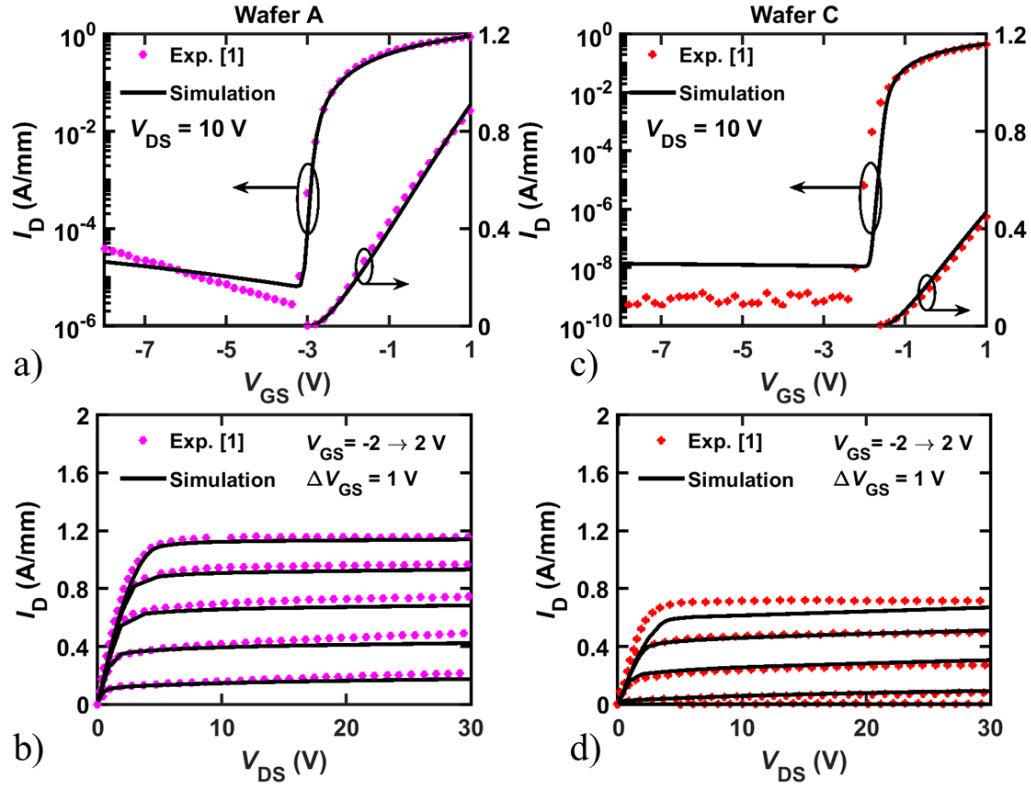 Wafer A
10^0
10^-2
10^-4
10^-6
I_D (A/mm)
Exp. [1]
Simulation
V_DS = 10 V
1.2
0.8
0.4
0
-7 -5 -3 -1 1
V_GS (V)
a)
Wafer C
10^0
10^-2
10^-4
10^-6
10^-8
10^-10
I_D (A/mm)
Exp. [1]
Simulation
V_DS = 10 V
1.2
0.8
0.4
0
-7 -5 -3 -1 1
V_GS (V)
c)
2
1.6
1.2
0.8
0.4
0
I_D (A/mm)
Exp. [1] V_GS= -2 → 2 V
Simulation ΔV_GS = 1 V
0 10 20 30
V_DS (V)
b)
2
1.6
1.2
0.8
0.4
0
I_D (A/mm)
Exp. [1] V_GS= -2 → 2 V
Simulation ΔV_GS = 1 V
0 10 20 30
V_DS (V)
d)